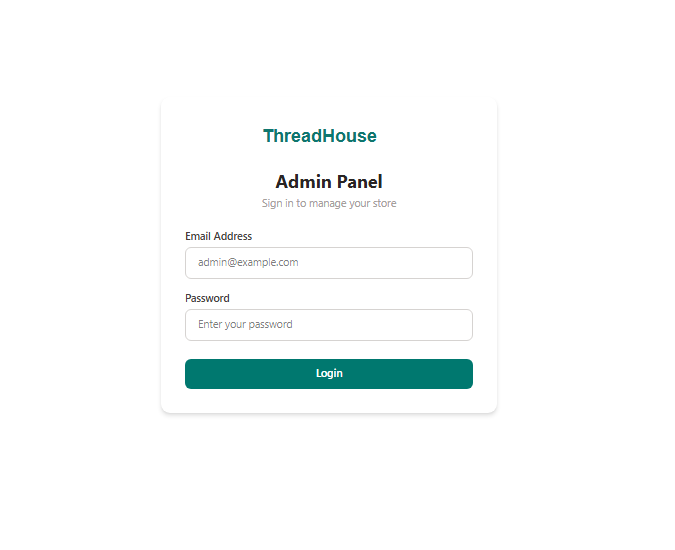 ThreadHouse
Admin Panel
Sign in to manage your store
Email Address
admin@example.com
Password
Enter your password
Login